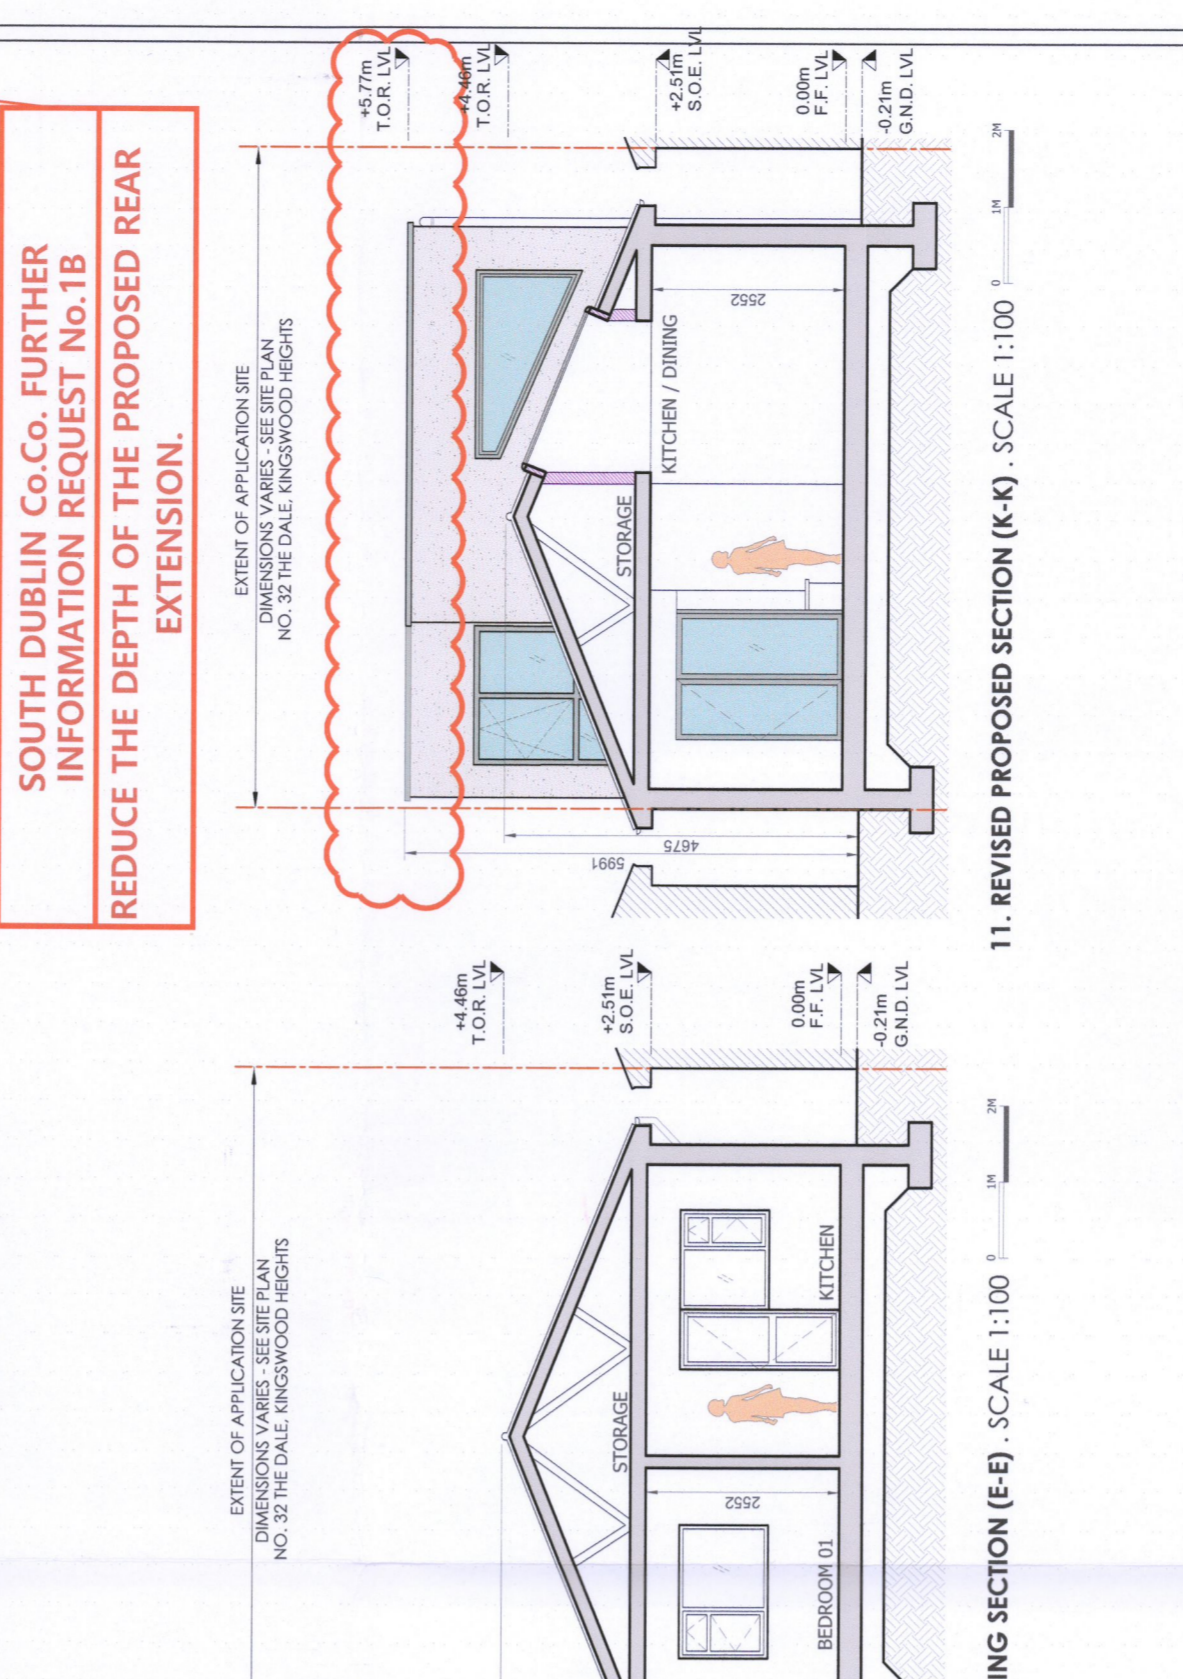 SOUTH DUBLIN Co.Co. FURTHER
INFORMATION REQUEST No.1B
REDUCE THE DEPTH OF THE PROPOSED REAR
EXTENSION.
EXTENT OF APPLICATION SITE
DIMENSIONS VARIES - SEE SITE PLAN
NO. 32 THE DALE, KINGSWOOD HEIGHTS
+4.46m
T.O.R. LVL
+2.51m
S.O.E. LVL
0.00m
F.F. LVL
-0.21m
G.N.D. LVL
STORAGE
2552
BEDROOM 01
KITCHEN
NG SECTION (E-E) . SCALE 1:100
0 1M 2M
EXTENT OF APPLICATION SITE
DIMENSIONS VARIES - SEE SITE PLAN
NO. 32 THE DALE, KINGSWOOD HEIGHTS
+5.77m
T.O.R. LVL
+4.46m
T.O.R. LVL
+2.51m
S.O.E. LVL
0.00m
F.F. LVL
-0.21m
G.N.D. LVL
5991
4675
STORAGE
KITCHEN / DINING
2552
11. REVISED PROPOSED SECTION (K-K) . SCALE 1:100
0 1M 2M